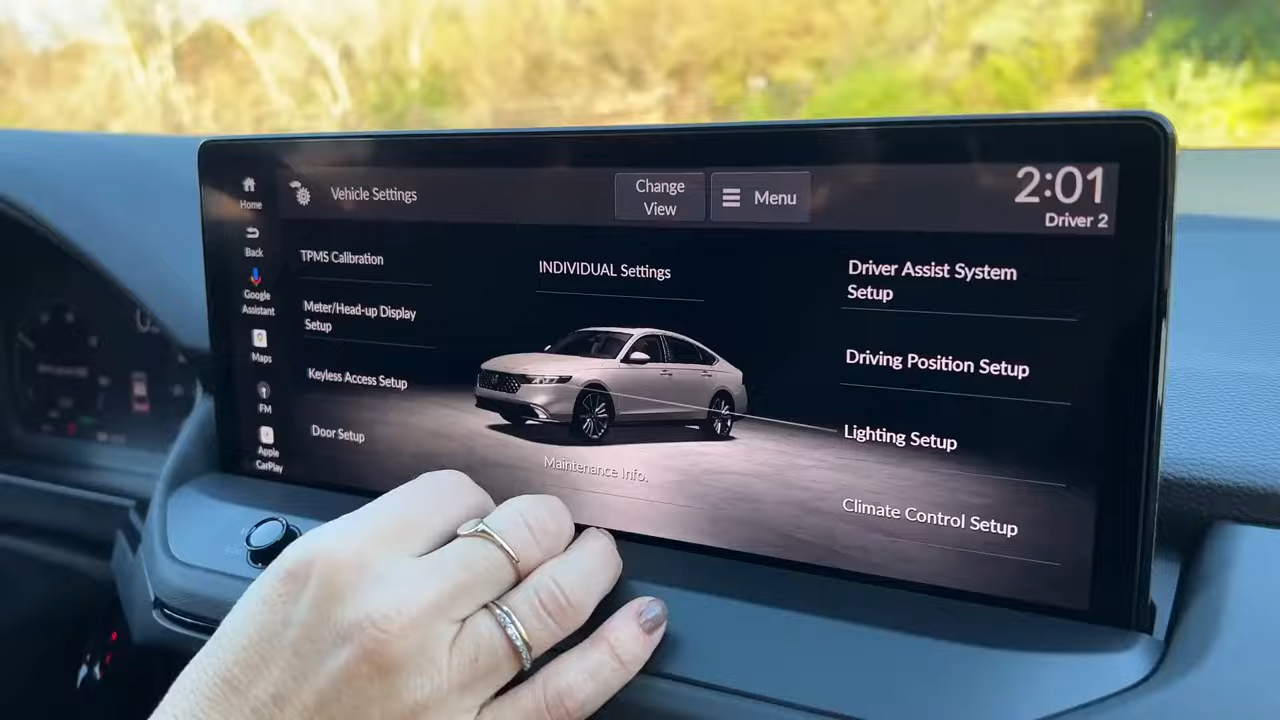 Home
Back
Google
Assistant
Maps
FM
Apple
CarPlay
Vehicle Settings
Change
View
Menu
2:01
Driver 2
TPMS Calibration
Meter/Head-up Display
Setup
Keyless Access Setup
Door Setup
INDIVIDUAL Settings
Maintenance Info.
Driver Assist System
Setup
Driving Position Setup
Lighting Setup
Climate Control Setup